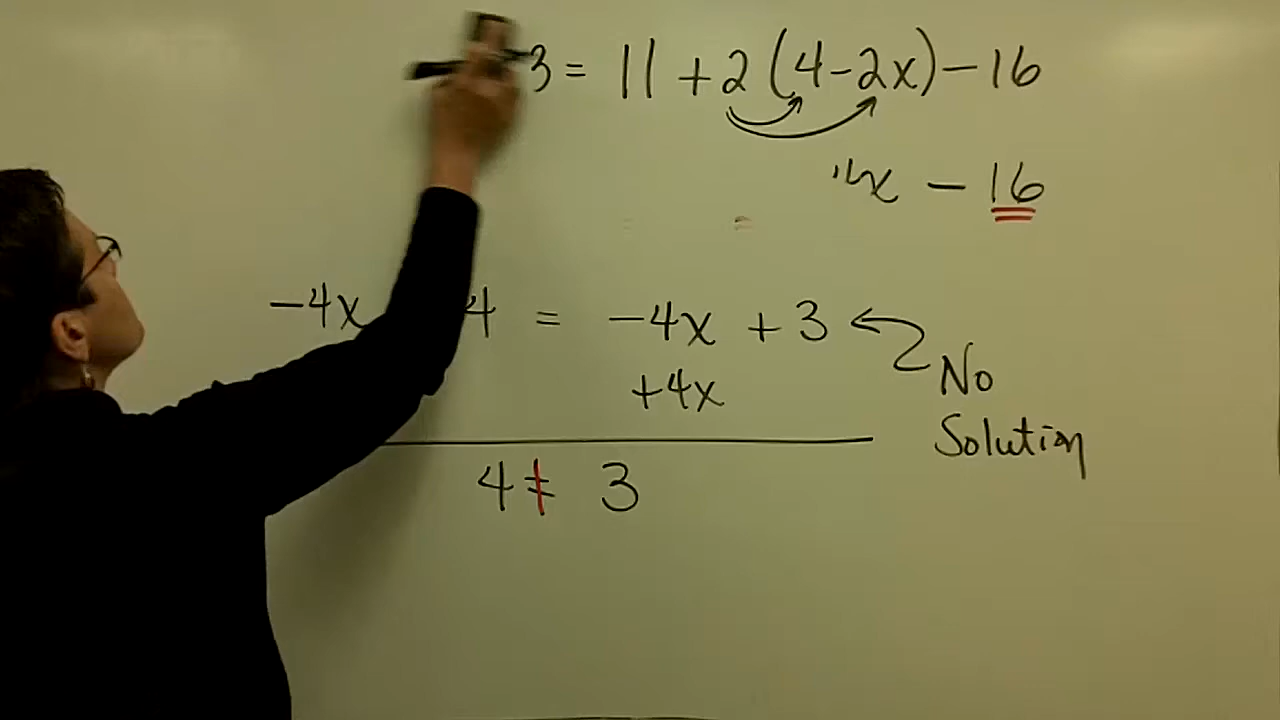 3 = 11 + 2 (4 - 2x) - 16
x - 16
-4x 4 = -4x + 3
+4x
No
Solution
4 ≠ 3